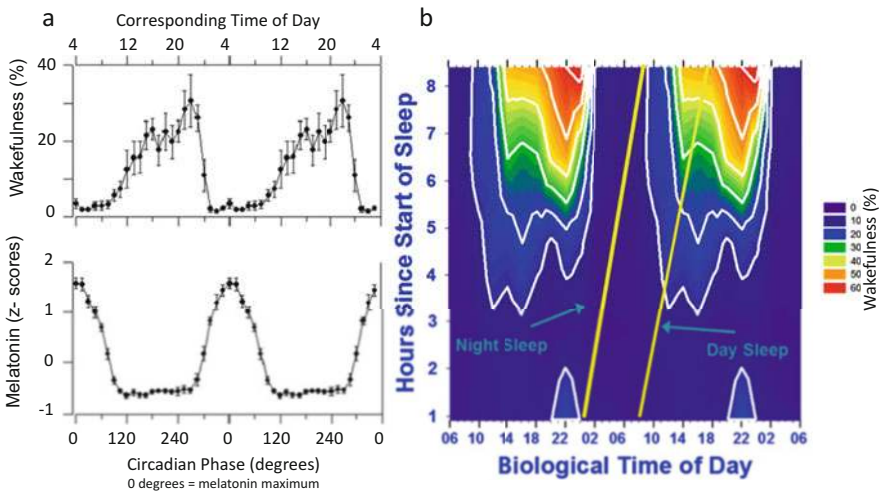 a
Corresponding Time of Day
4 12 20 4 12 20 4
Wakefulness (%)
40
20
0
Melatonin (z- scores)
2
1
0
-1
0 120 240 0 120 240 0
Circadian Phase (degrees)
0 degrees = melatonin maximum
b
Hours Since Start of Sleep
8
7
6
5
4
3
2
1
Night Sleep
Day Sleep
06 10 14 18 22 02 06 10 14 18 22 02 06
Biological Time of Day
0
10
20
30
40
50
60
Wakefulness (%)